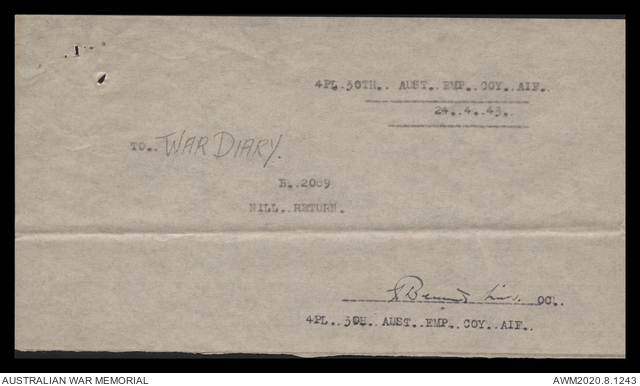 4PL.30TH.. AUST..EMP..COY..AIF..
24..4..43..
TO.. WAR DIARY.
B..2069
NILL..RETURN.
OC..
4PL..30H..AUST..EMP..COY..AIF..
AUSTRALIAN WAR MEMORIAL
AWM2020.8.1243